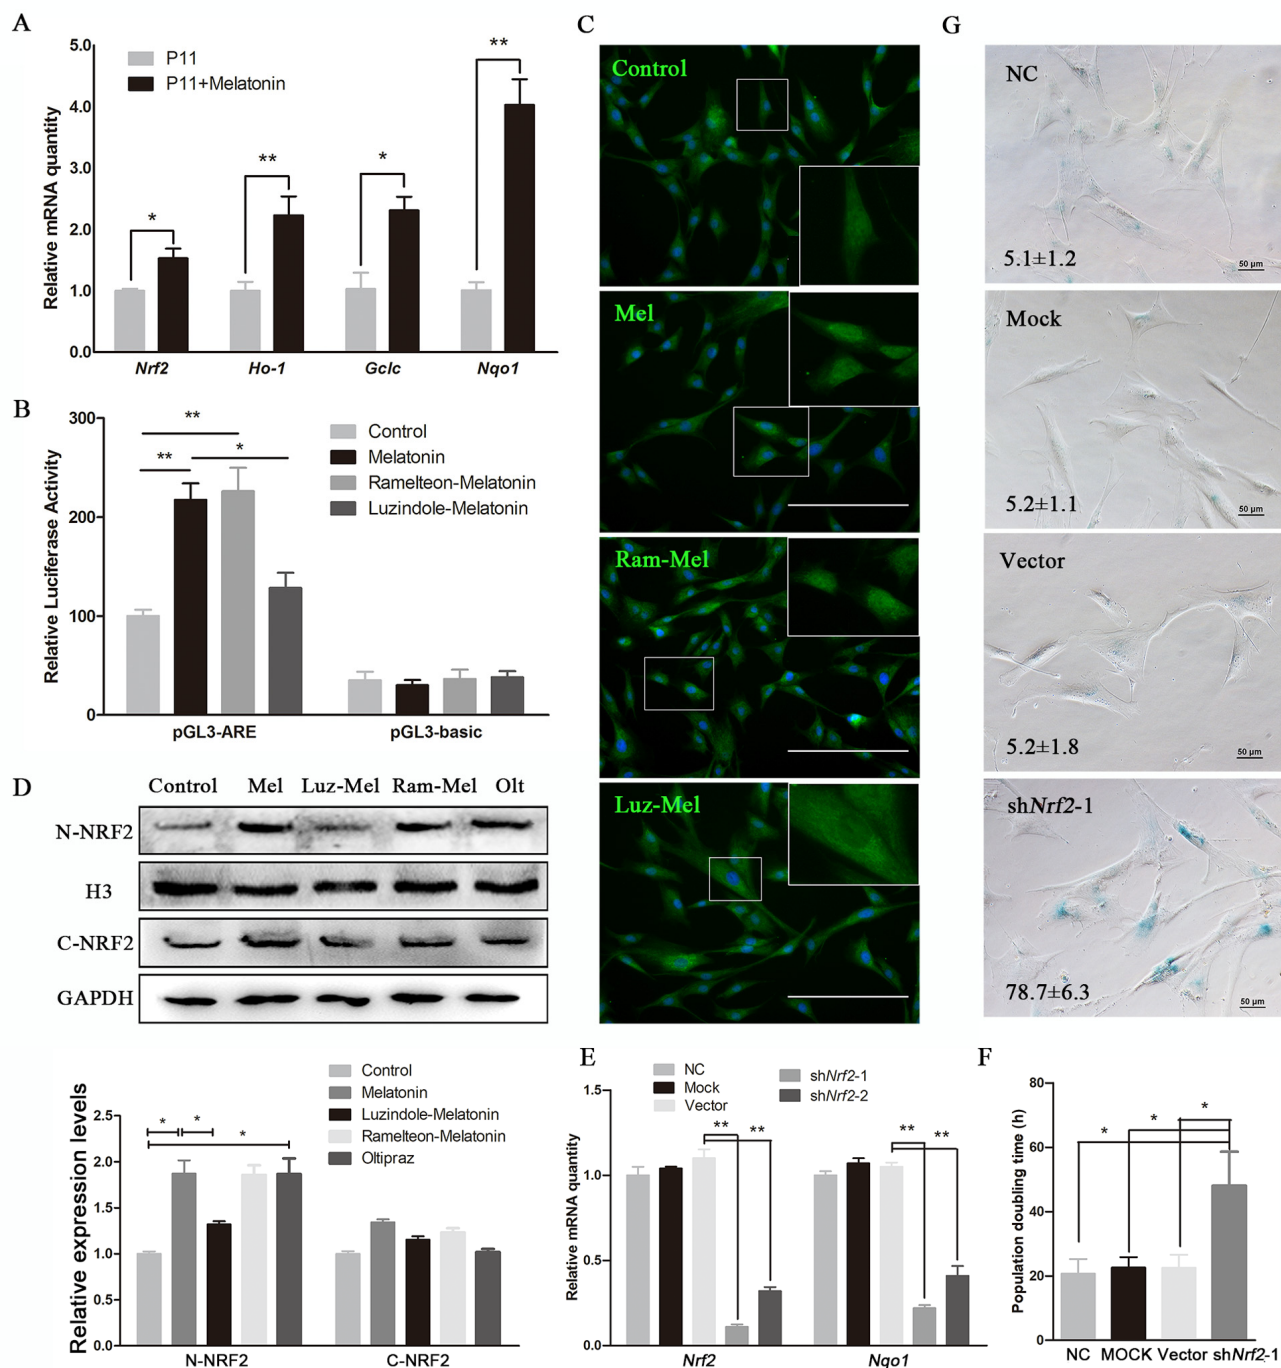 A
5.0
4.0
3.0
2.0
1.0
0.0
Relative mRNA quantity
P11
P11+Melatonin
*
**
*
**
Nrf2 Ho-1 Gclc Nqo1
B
300
200
100
0
Relative Luciferase Activity
**
**
*
Control
Melatonin
Ramelteon-Melatonin
Luzindole-Melatonin
pGL3-ARE pGL3-basic
C
Control
Mel
Ram-Mel
Luz-Mel
D
Control Mel Luz-Mel Ram-Mel Olt
N-NRF2
H3
C-NRF2
GAPDH
Relative expression levels
2.5
2.0
1.5
1.0
0.5
0.0
* *
*
Control
Melatonin
Luzindole-Melatonin
Ramelteon-Melatonin
Oltipraz
N-NRF2 C-NRF2
E
NC
Mock
Vector
shNrf2-1
shNrf2-2
Relative mRNA quantity
1.5
1.0
0.5
0.0
**
**
**
**
Nrf2 Nqo1
G
NC
5.1±1.2
50 µm
Mock
5.2±1.1
50 µm
Vector
5.2±1.8
50 µm
shNrf2-1
78.7±6.3
50 µm
F
Population doubling time (h)
80
60
40
20
0
*
*
*
NC MOCK Vector shNrf2-1